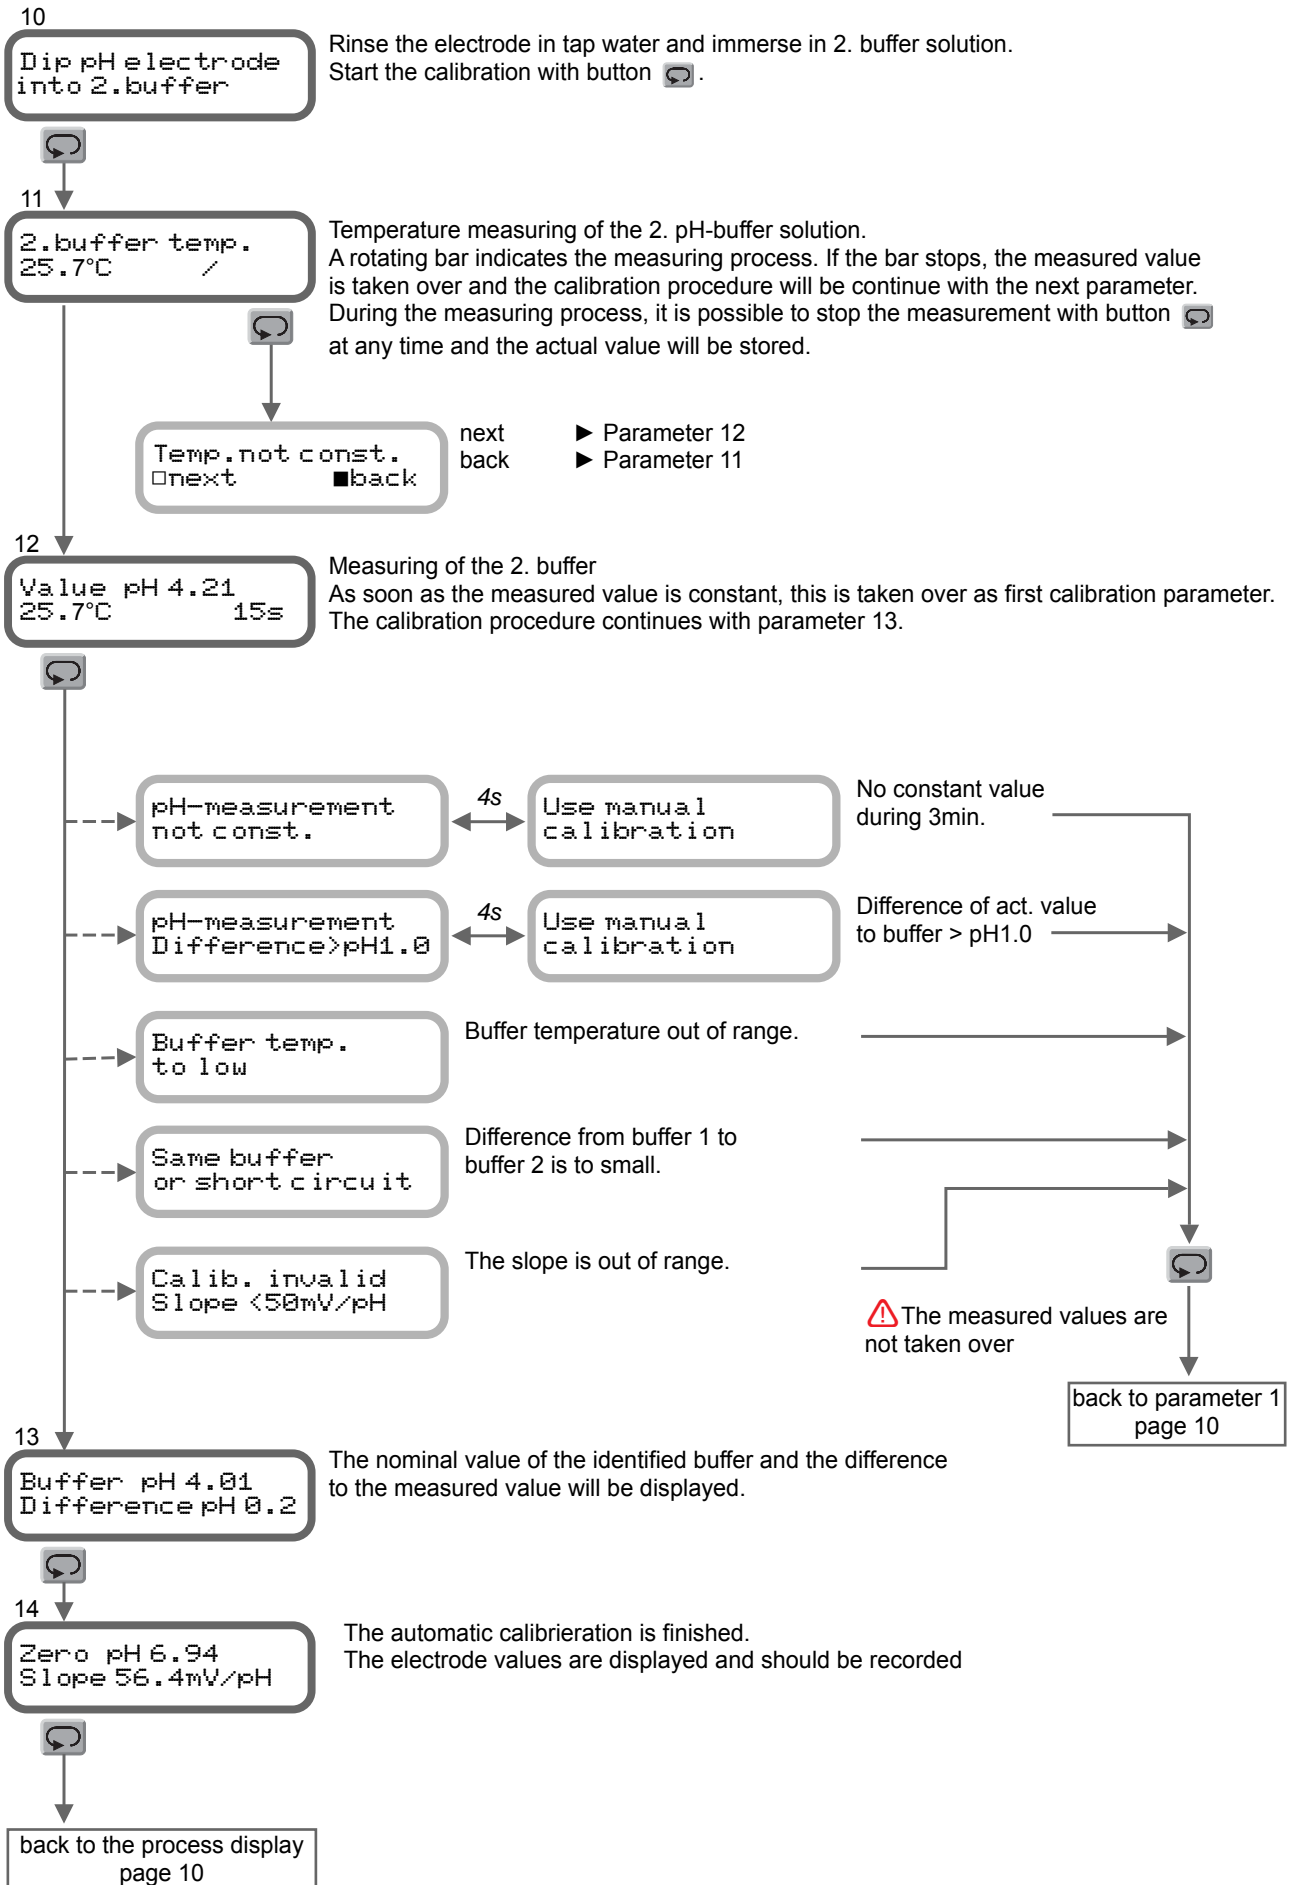 10
Dip pH electrode
into 2.buffer
Rinse the electrode in tap water and immerse in 2. buffer solution.
Start the calibration with button .
11
2.buffer temp.
25.7°C /
Temperature measuring of the 2. pH-buffer solution.
A rotating bar indicates the measuring process. If the bar stops, the measured value
is taken over and the calibration procedure will be continue with the next parameter.
During the measuring process, it is possible to stop the measurement with button
at any time and the actual value will be stored.
Temp.not const.
□next ■back
next ► Parameter 12
back ► Parameter 11
12
Value pH 4.21
25.7°C 15s
Measuring of the 2. buffer
As soon as the measured value is constant, this is taken over as first calibration parameter.
The calibration procedure continues with parameter 13.
pH-measurement
not const.
4s
Use manual
calibration
No constant value
during 3min.
pH-measurement
Difference>pH1.0
4s
Use manual
calibration
Difference of act. value
to buffer > pH1.0
Buffer temp.
to low
Buffer temperature out of range.
Same buffer
or short circuit
Difference from buffer 1 to
buffer 2 is to small.
Calib. invalid
Slope <50mV/pH
The slope is out of range.
The measured values are
not taken over
back to parameter 1
page 10
13
Buffer pH 4.01
Difference pH 0.2
The nominal value of the identified buffer and the difference
to the measured value will be displayed.
14
Zero pH 6.94
Slope 56.4mV/pH
The automatic calibrieration is finished.
The electrode values are displayed and should be recorded
back to the process display
page 10